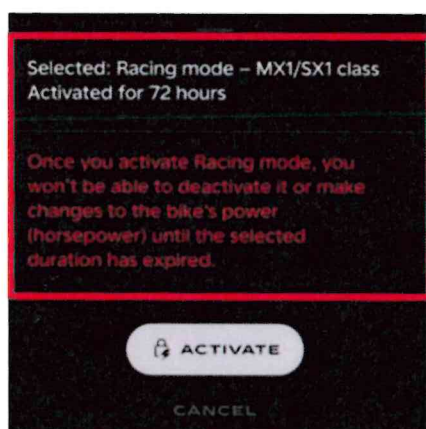 Selected: Racing mode – MX1/SX1 class
Activated for 72 hours
Once you activate Racing mode, you
won't be able to deactivate it or make
changes to the bike's power
(horsepower) until the selected
duration has expired.
ACTIVATE
CANCEL